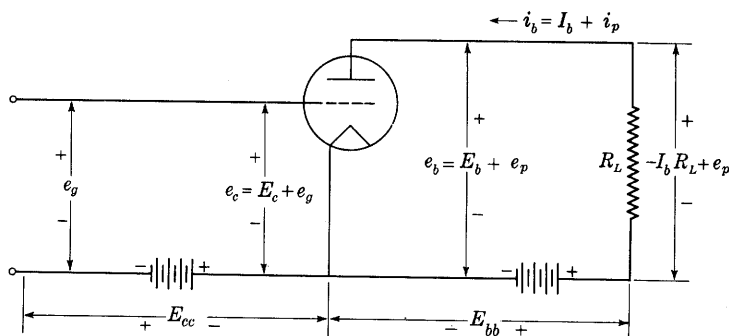 i_b = I_b + i_p
+ + +
e_g e_c = E_c + e_g e_b = E_b + e_p R_L -I_b R_L + e_p
− − − −
− + − +
E_cc E_bb
+ − − +